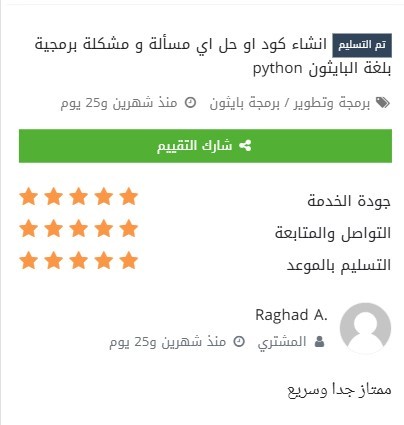 تم التسليم انشاء كود او حل اي مسألة و مشكلة برمجية
بلغة البايثون python
برمجة وتطوير / برمجة بايثون منذ شهرين و25 يوم
شارك التقييم
جودة الخدمة
التواصل والمتابعة
التسليم بالموعد
Raghad A.
المشتري منذ شهرين و25 يوم
ممتاز جدا وسريع